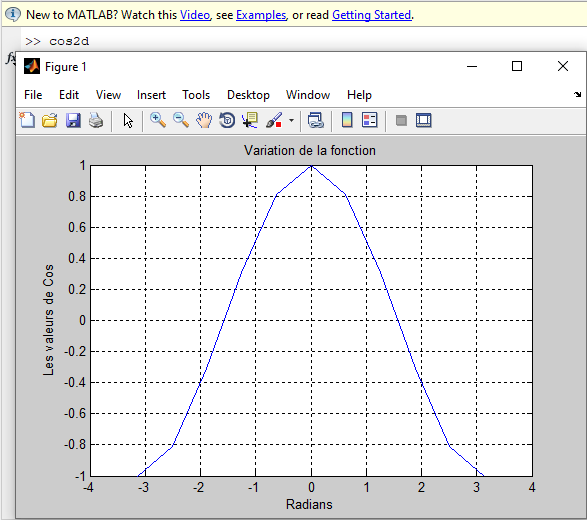 New to MATLAB? Watch this Video, see Examples, or read Getting Started.
>> cos2d
fx
Figure 1
File Edit View Insert Tools Desktop Window Help
Variation de la fonction
1
0.8
0.6
0.4
0.2
0
-0.2
-0.4
-0.6
-0.8
-1
Les valeurs de Cos
-4 -3 -2 -1 0 1 2 3 4
Radians